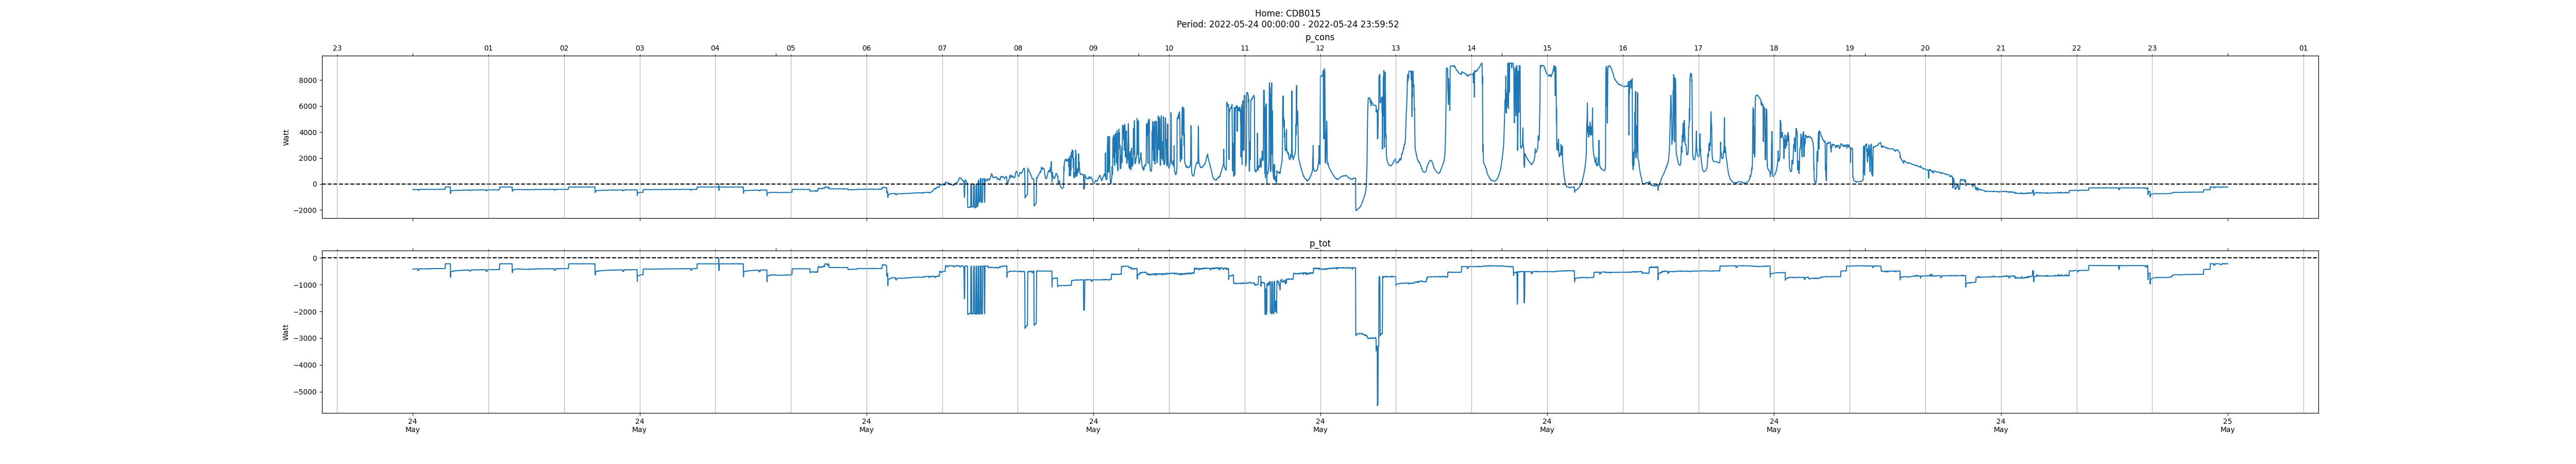 Home: CDB015
Period: 2022-05-24 00:00:00 - 2022-05-24 23:59:52
p_cons
23 01 02 03 04 05 06 07 08 09 10 11 12 13 14 15 16 17 18 19 20 21 22 23 01
8000
6000
4000
2000
0
−2000
Watt
p_tot
0
−1000
−2000
−3000
−4000
−5000
Watt
24 24 24 24 24 24 24 24 25
May May May May May May May May May